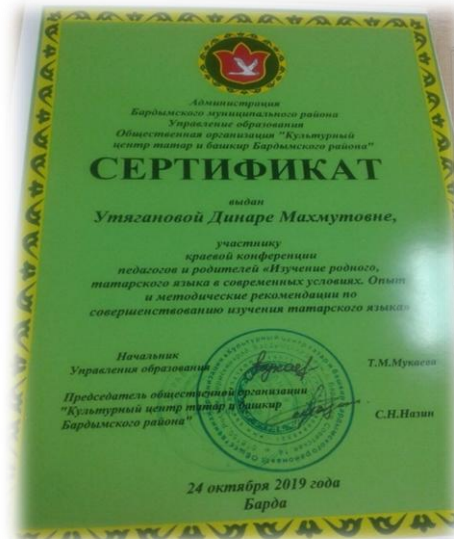 Администрация
Бардымского муниципального района
Управление образования
Общественная организация "Культурный
центр татар и башкир Бардымского района"
СЕРТИФИКАТ
выдан
Утягановой Динаре Махмутовне,
участнику
краевой конференции
педагогов и родителей «Изучение родного,
татарского языка в современных условиях. Опыт
и методические рекомендации по
совершенствованию изучения татарского языка
Начальник
Управления образования
Т.М.Мукаева
Председатель общественной организации
"Культурный центр татар и башкир
Бардымского района"
С.Н.Назин
24 октября 2019 года
Барда